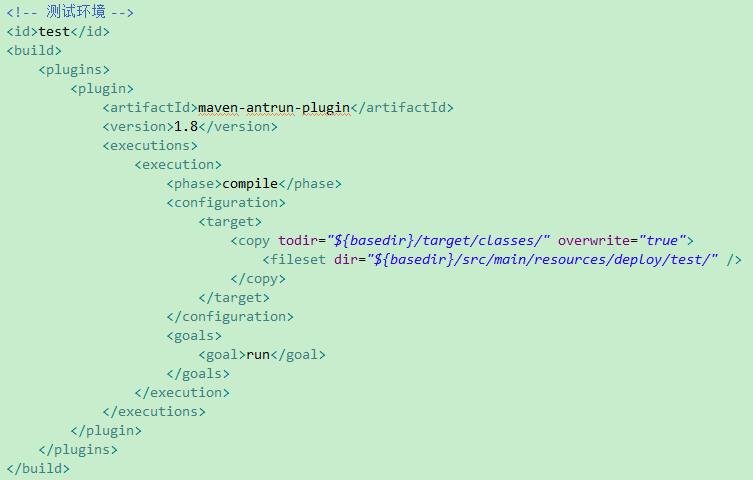 <!-- 测试环境 -->
<id>test</id>
<build>
    <plugins>
        <plugin>
            <artifactId>maven-antrun-plugin</artifactId>
            <version>1.8</version>
            <executions>
                <execution>
                    <phase>compile</phase>
                    <configuration>
                        <target>
                            <copy todir="${basedir}/target/classes/" overwrite="true">
                                <fileset dir="${basedir}/src/main/resources/deploy/test/" />
                            </copy>
                        </target>
                    </configuration>
                    <goals>
                        <goal>run</goal>
                    </goals>
                </execution>
            </executions>
        </plugin>
    </plugins>
</build>